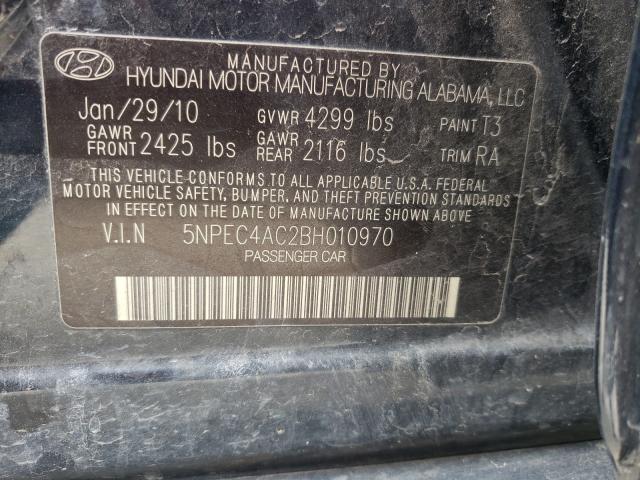 MANUFACTURED BY
HYUNDAI MOTOR MANUFACTURING ALABAMA, LLC
Jan/29/10 GVWR 4299 lbs PAINT T3
GAWR FRONT 2425 lbs GAWR REAR 2116 lbs TRIM RA
THIS VEHICLE CONFORMS TO ALL APPLICABLE U.S.A. FEDERAL
MOTOR VEHICLE SAFETY, BUMPER, AND THEFT PREVENTION STANDARDS
IN EFFECT ON THE DATE OF MANUFACTURE SHOWN ABOVE.
V.I.N 5NPEC4AC2BH010970
PASSENGER CAR